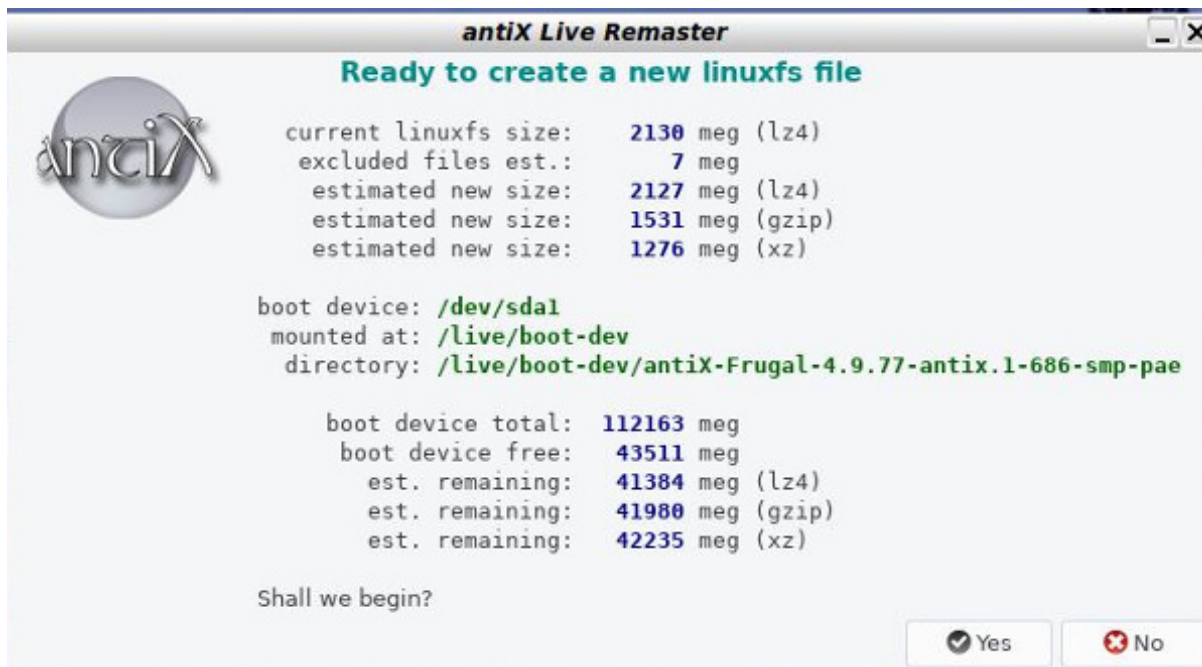 antiX Live Remaster
Ready to create a new linuxfs file
antiX
current linuxfs size: 2130 meg (lz4)
excluded files est.: 7 meg
estimated new size: 2127 meg (lz4)
estimated new size: 1531 meg (gzip)
estimated new size: 1276 meg (xz)
boot device: /dev/sda1
mounted at: /live/boot-dev
directory: /live/boot-dev/antiX-Frugal-4.9.77-antix.1-686-smp-pae
boot device total: 112163 meg
boot device free: 43511 meg
est. remaining: 41384 meg (lz4)
est. remaining: 41980 meg (gzip)
est. remaining: 42235 meg (xz)
Shall we begin?
Yes No